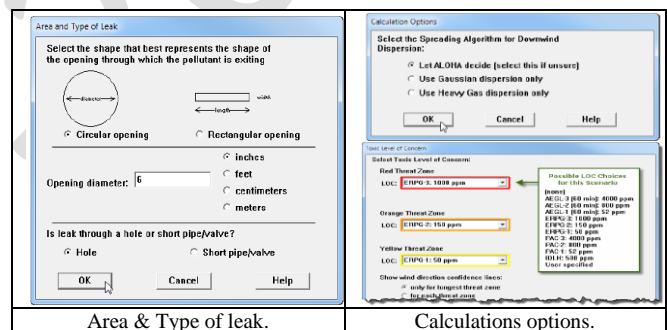 Area and Type of Leak
Select the shape that best represents the shape of
the opening through which the pollutant is exiting
diameter
width
length
Circular opening
Rectangular opening
Opening diameter: 6
inches
feet
centimeters
meters
Is leak through a hole or short pipe/valve?
Hole
Short pipe/valve
OK
Cancel
Help
Area & Type of leak.
Calculation Options
Select the Spreading Algorithm for Downwind
Dispersion:
Let ALOHA decide (select this if unsure)
Use Gaussian dispersion only
Use Heavy Gas dispersion only
OK
Cancel
Help
Toxic Level of Concern
Select Toxic Level of Concern:
Red Threat Zone
LOC: ERPG-3: 1000 ppm
Orange Threat Zone
LOC: ERPG-2: 150 ppm
Yellow Threat Zone
LOC: ERPG-1: 50 ppm
Show wind direction confidence lines:
only for longest threat zone
for each threat zone
Possible LOC Choices
for this Scenario
(none)
AEGL-3 (60 min): 4000 ppm
AEGL-2 (60 min): 800 ppm
AEGL-1 (60 min): 52 ppm
ERPG-3: 1000 ppm
ERPG-2: 150 ppm
ERPG-1: 50 ppm
PAC-3: 4000 ppm
PAC-2: 800 ppm
PAC-1: 52 ppm
IDLH: 500 ppm
User specified
Calculations options.